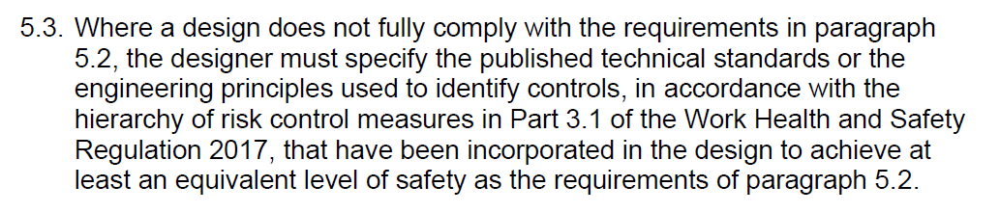 5.3. Where a design does not fully comply with the requirements in paragraph
5.2, the designer must specify the published technical standards or the
engineering principles used to identify controls, in accordance with the
hierarchy of risk control measures in Part 3.1 of the Work Health and Safety
Regulation 2017, that have been incorporated in the design to achieve at
least an equivalent level of safety as the requirements of paragraph 5.2.